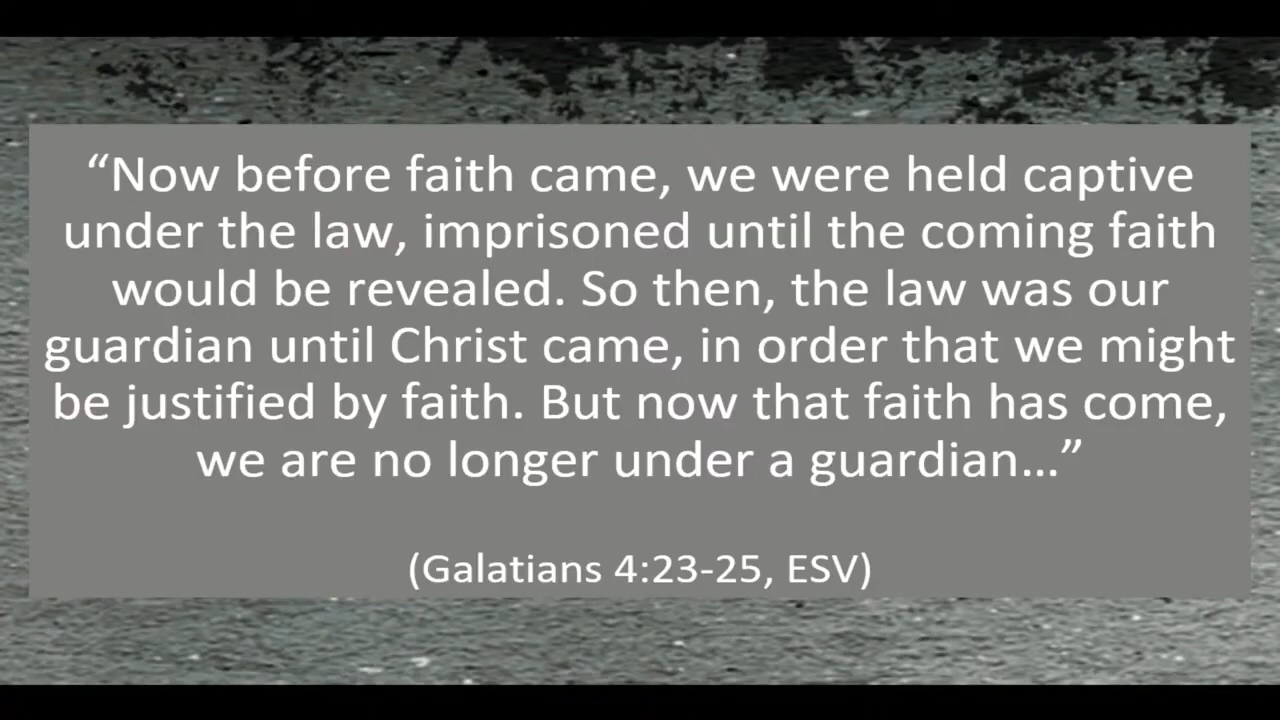 “Now before faith came, we were held captive
under the law, imprisoned until the coming faith
would be revealed. So then, the law was our
guardian until Christ came, in order that we might
be justified by faith. But now that faith has come,
we are no longer under a guardian…”
(Galatians 4:23-25, ESV)